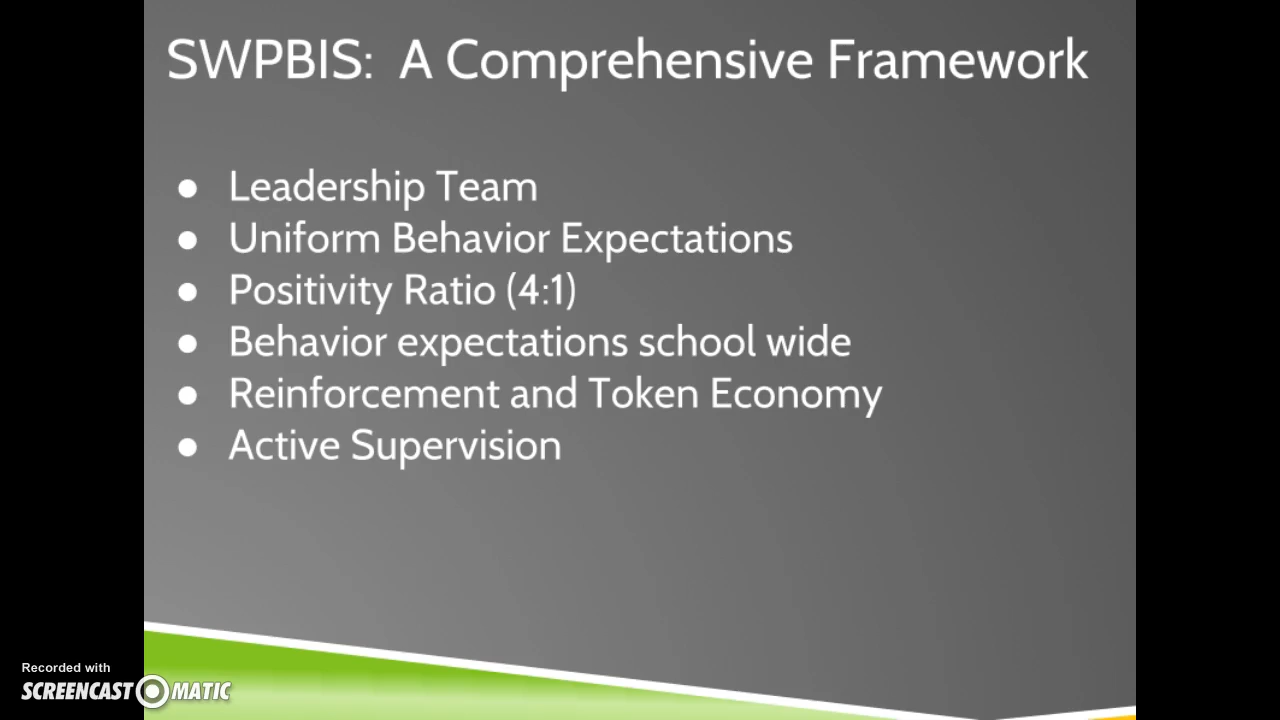 SWPBIS: A Comprehensive Framework
● Leadership Team
● Uniform Behavior Expectations
● Positivity Ratio (4:1)
● Behavior expectations school wide
● Reinforcement and Token Economy
● Active Supervision
Recorded with
SCREENCAST O MATIC